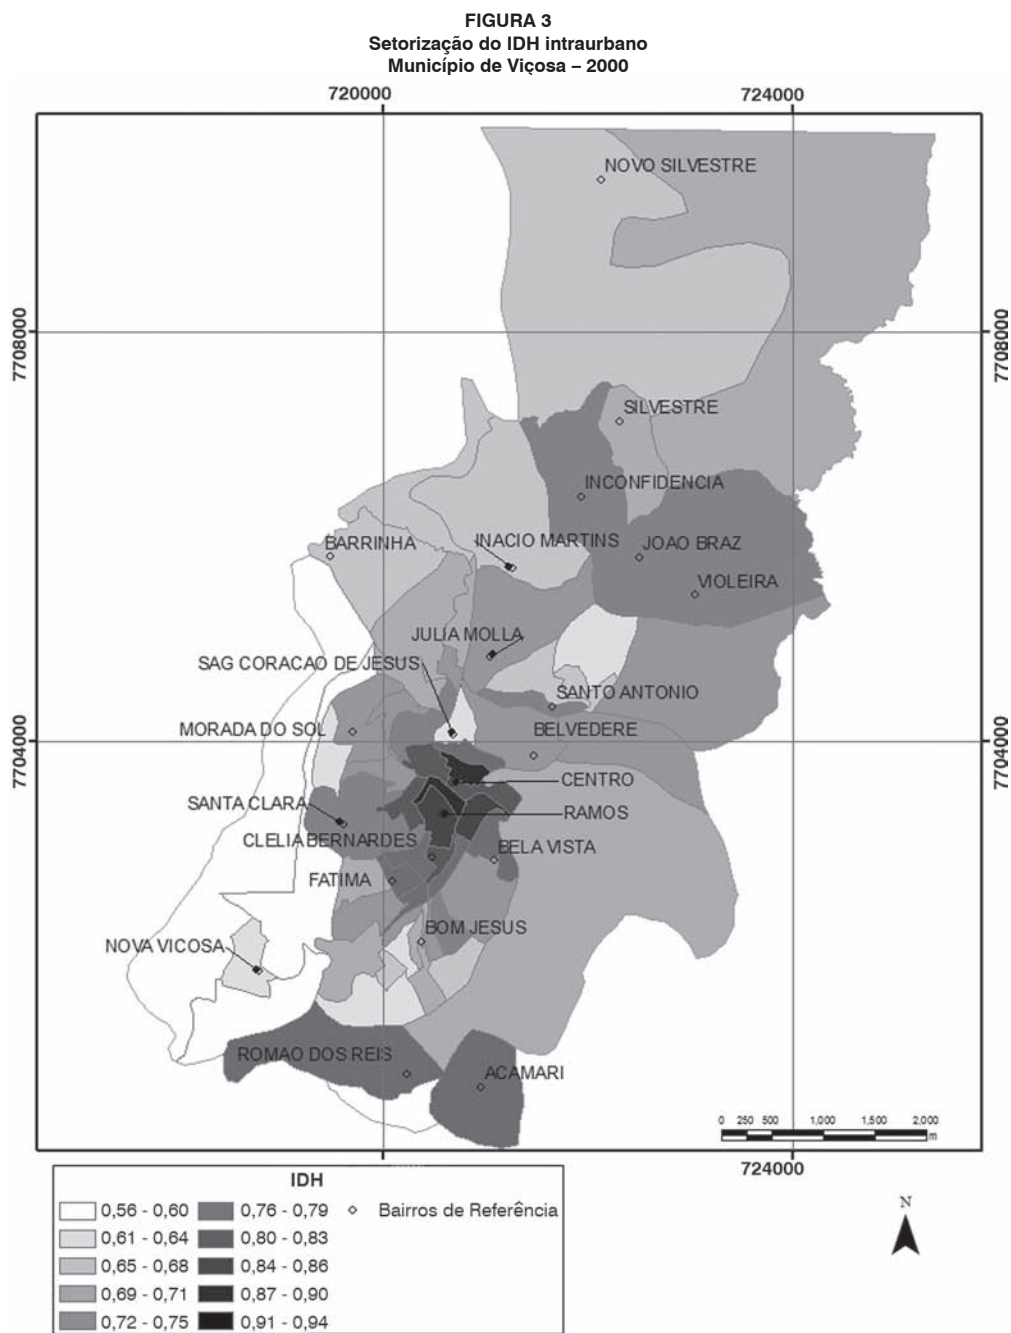 FIGURA 3
Setorização do IDH intraurbano
Município de Viçosa – 2000
720000
724000
NOVO SILVESTRE
7708000
7708000
SILVESTRE
INCONFIDENCIA
BARRINHA
INACIO MARTINS
JOAO BRAZ
VIOLEIRA
JULIA MOLLA
SAG CORACAO DE JESUS
SANTO ANTONIO
MORADA DO SOL
BELVEDERE
7704000
7704000
CENTRO
SANTA CLARA
RAMOS
CLELIA BERNARDES
BELA VISTA
FATIMA
BOM JESUS
NOVA VICOSA
ROMAO DOS REIS
ACAMARI
0 250 500 1,000 1,500 2,000
m
724000
IDH
0,56 - 0,60 0,76 - 0,79 Bairros de Referência
0,61 - 0,64 0,80 - 0,83
0,65 - 0,68 0,84 - 0,86
0,69 - 0,71 0,87 - 0,90
0,72 - 0,75 0,91 - 0,94
N